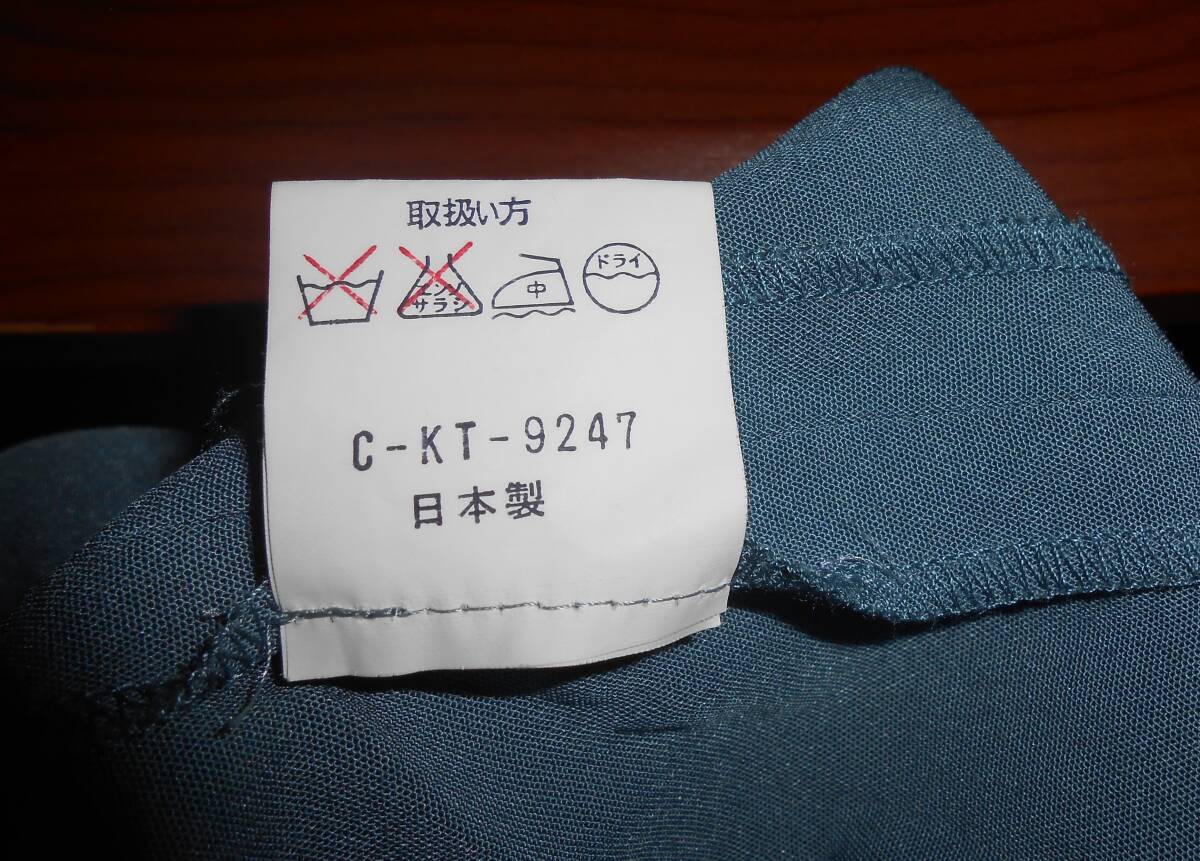 取扱い方
エンソ サラシ 中 ドライ
C-KT-9247
日本製